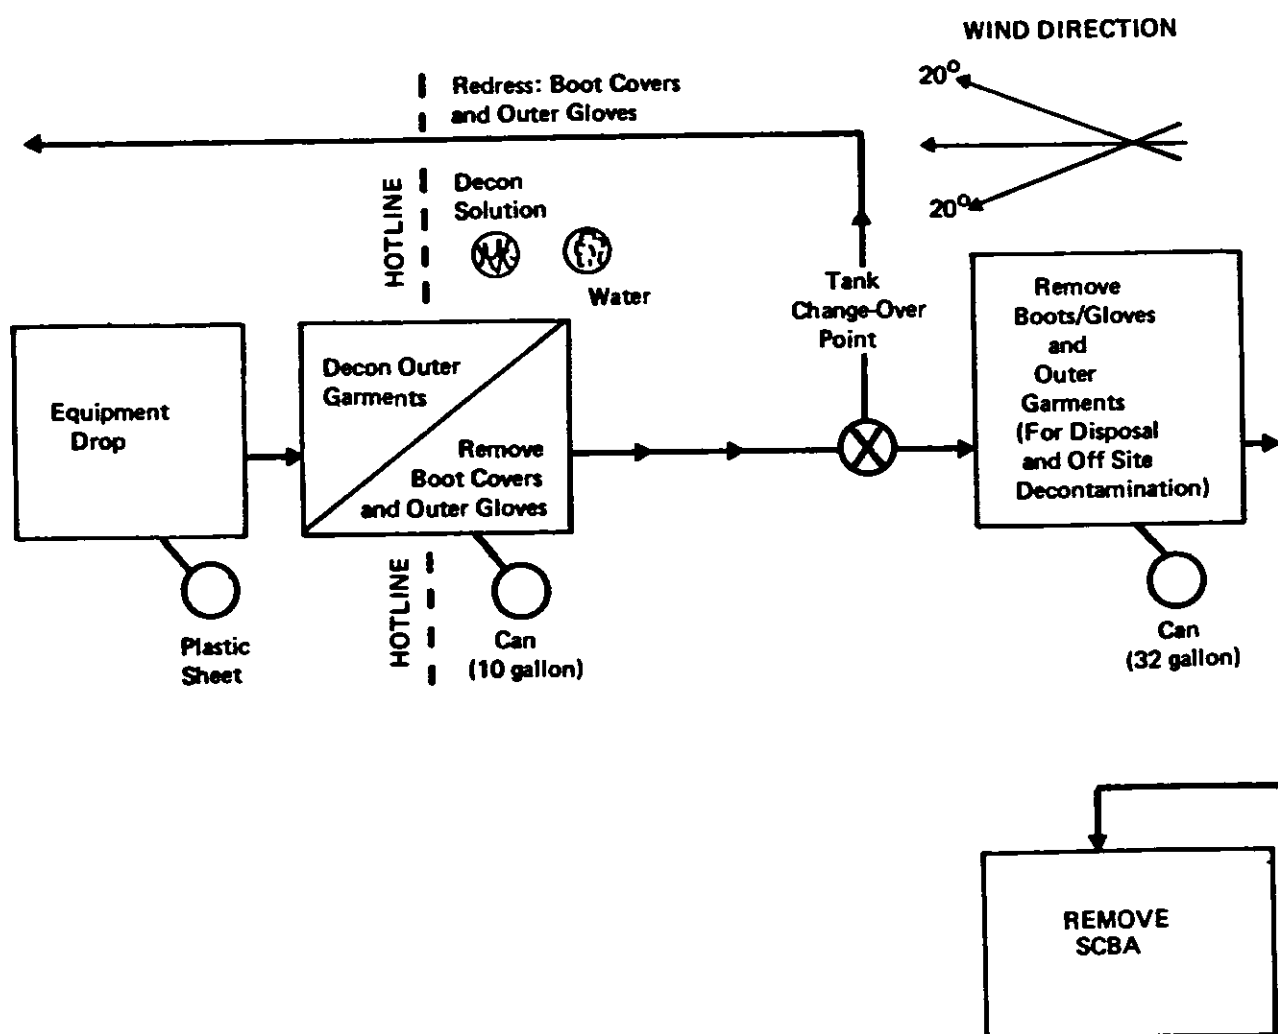 WIND DIRECTION
20°
20°
Redress: Boot Covers
and Outer Gloves
HOTLINE
Decon
Solution
Water
Tank
Change-Over
Point
Equipment
Drop
Decon Outer
Garments
Remove
Boot Covers
and Outer Gloves
Remove
Boots/Gloves
and
Outer
Garments
(For Disposal
and Off Site
Decontamination)
Plastic
Sheet
HOTLINE
Can
(10 gallon)
Can
(32 gallon)
REMOVE
SCBA